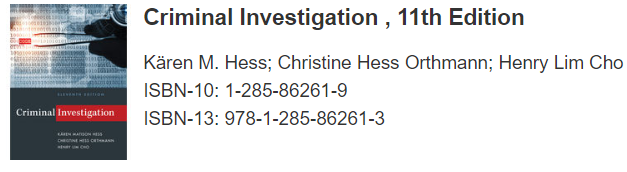 Criminal Investigation , 11th Edition
Kären M. Hess; Christine Hess Orthmann; Henry Lim Cho
ISBN-10: 1-285-86261-9
ISBN-13: 978-1-285-86261-3
ELEVENTH EDITION
Criminal Investigation
KÄREN MATISON HESS
CHRISTINE HESS ORTHMANN
HENRY LIM CHO